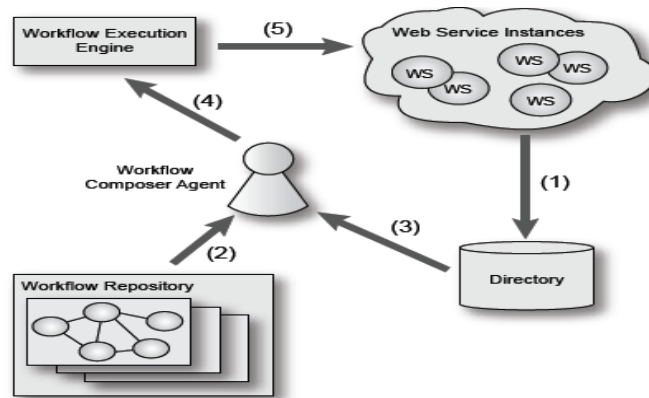 Workflow Execution
Engine
(5)
Web Service Instances
WS
WS
WS
WS
WS
(4)
(1)
Workflow
Composer Agent
(3)
(2)
Directory
Workflow Repository